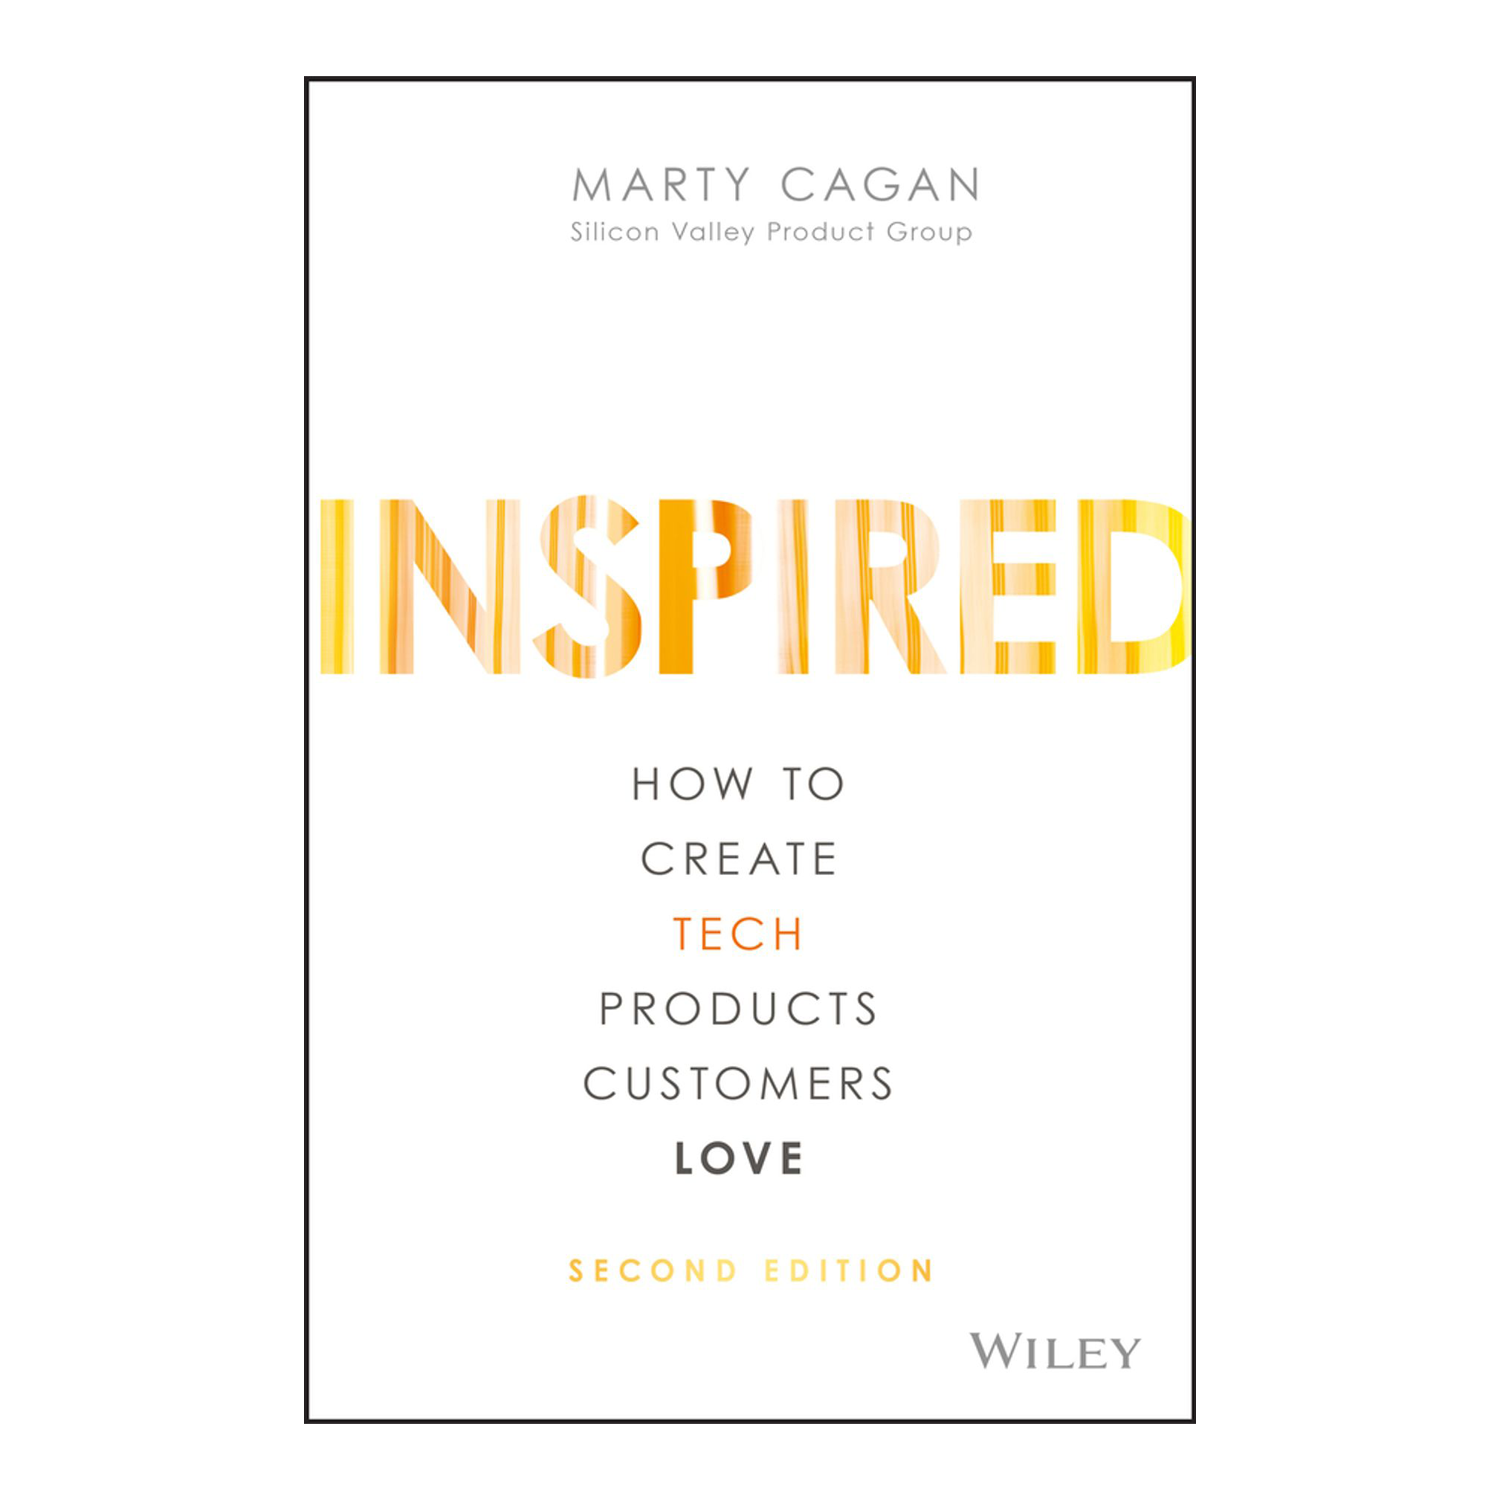 MARTY CAGAN
Silicon Valley Product Group
INSPIRED
HOW TO
CREATE
TECH
PRODUCTS
CUSTOMERS
LOVE
SECOND EDITION
WILEY